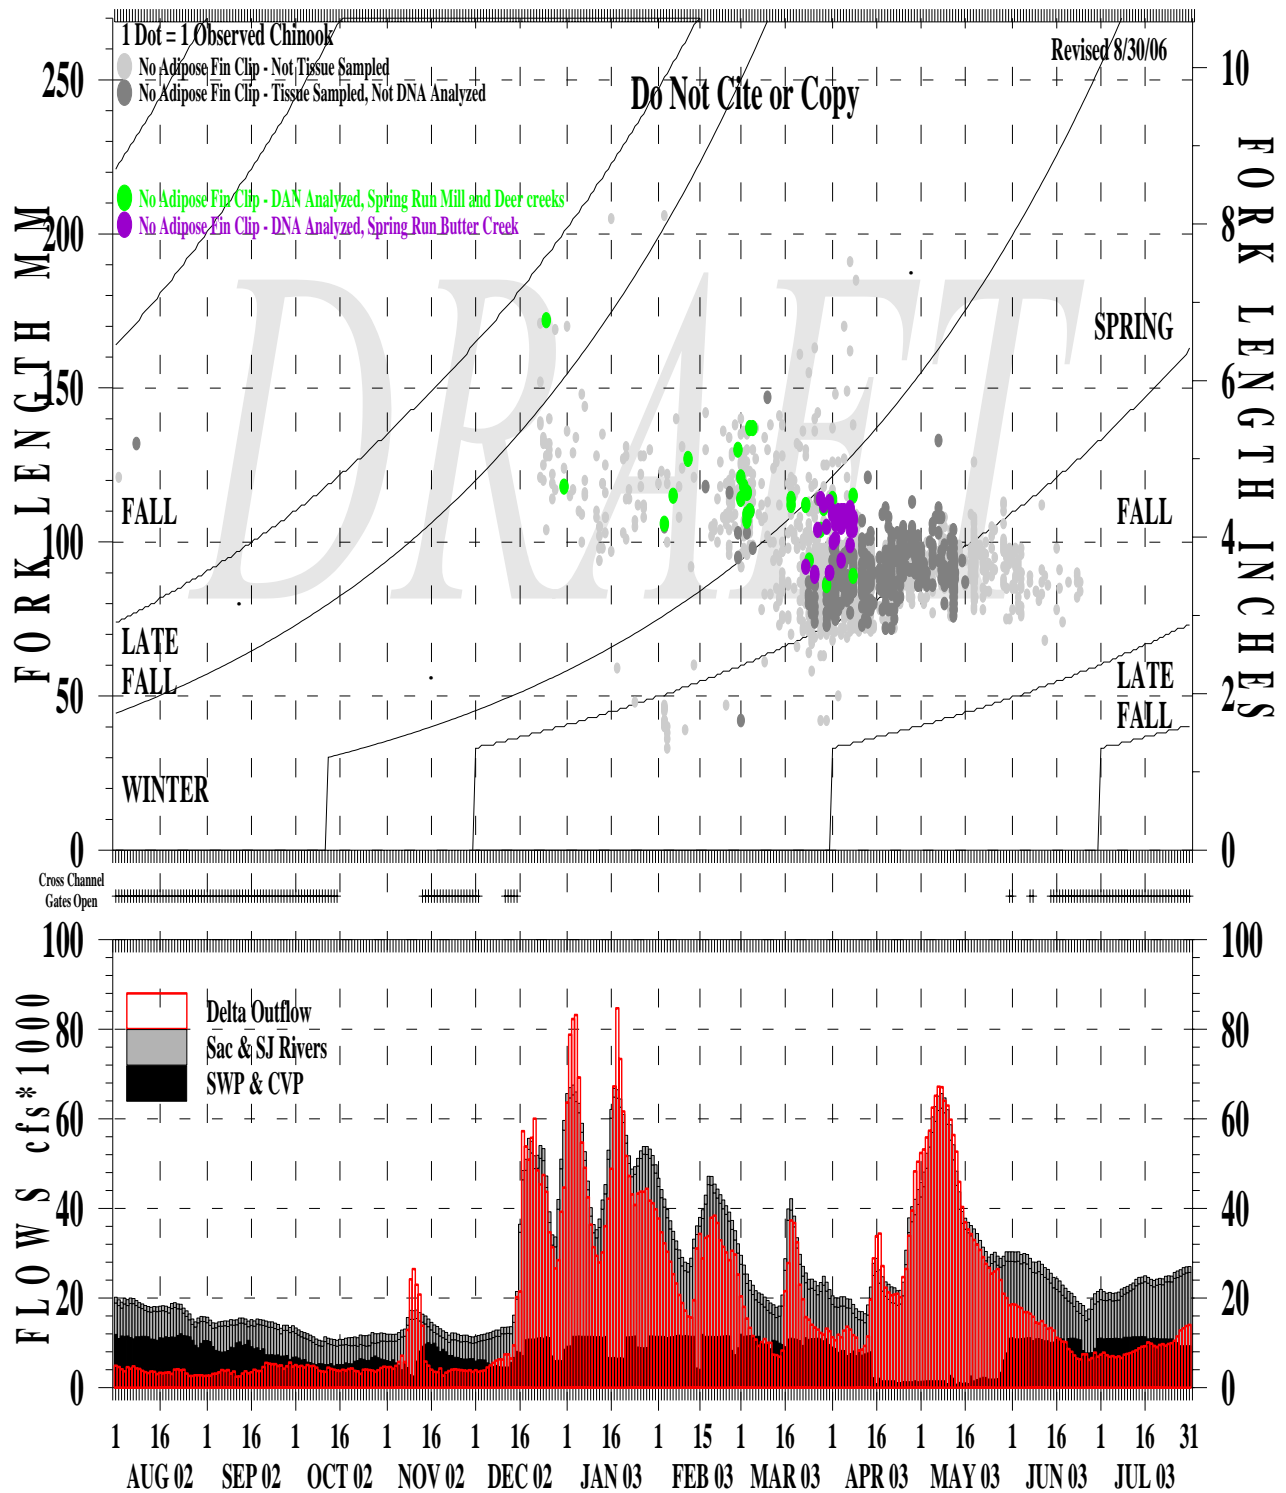 1 Dot = 1 Observed Chinook
Revised 8/30/06
No Adipose Fin Clip - Not Tissue Sampled
No Adipose Fin Clip - Tissue Sampled, Not DNA Analyzed
Do Not Cite or Copy
No Adipose Fin Clip - DAN Analyzed, Spring Run Mill and Deer creeks
No Adipose Fin Clip - DNA Analyzed, Spring Run Butter Creek
DRAFT
FORK LENGTH MM
250
200
150
100
50
0
FORK LENGTH INCHES
10
8
6
4
2
0
SPRING
FALL
FALL
LATE
FALL
LATE
FALL
WINTER
Cross Channel
Gates Open
FLOWS cfs*1000
100
80
60
40
20
0
100
80
60
40
20
0
Delta Outflow
Sac & SJ Rivers
SWP & CVP
1 16 1 16 1 16 1 16 1 16 1 16 1 15 1 16 1 16 1 16 1 16 1 16 31
AUG 02 SEP 02 OCT 02 NOV 02 DEC 02 JAN 03 FEB 03 MAR 03 APR 03 MAY 03 JUN 03 JUL 03